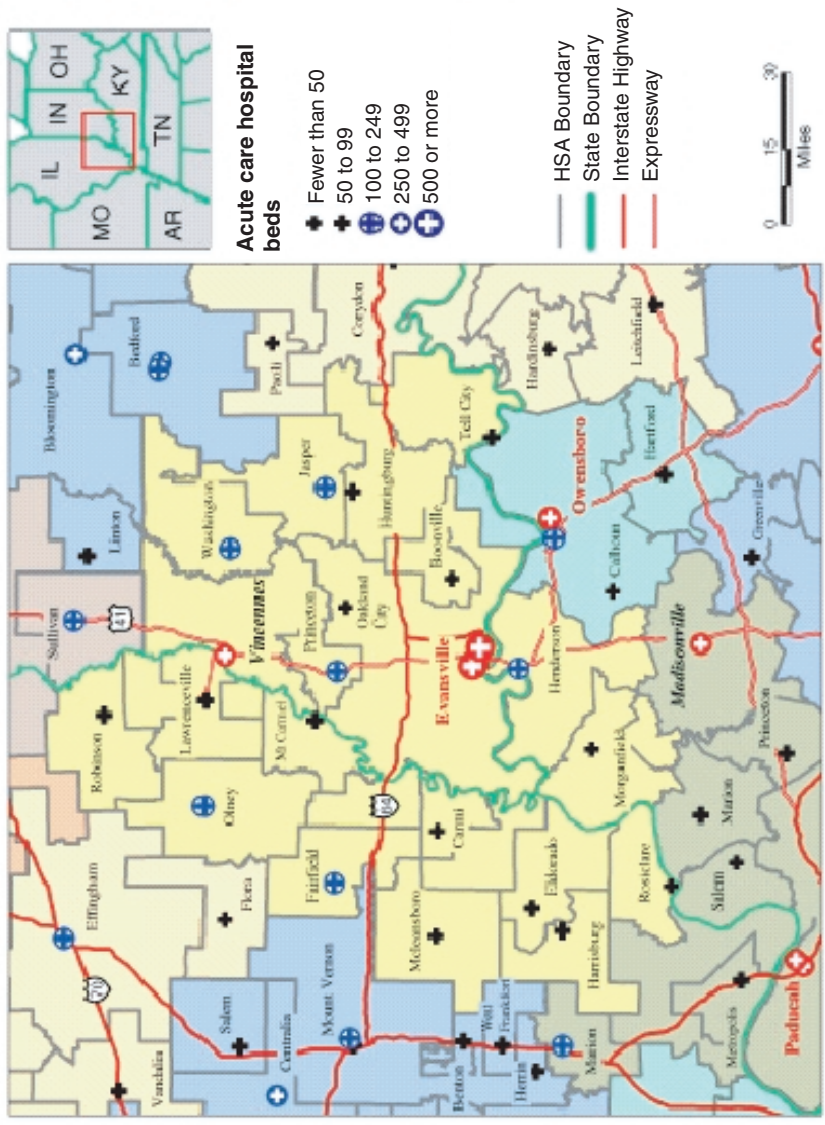 OH
IN
KY
IL
TN
MO
AR
Acute care hospital
beds
Fewer than 50
50 to 99
100 to 249
250 to 499
500 or more
HSA Boundary
State Boundary
Interstate Highway
Expressway
0 15 30
Miles
Vandalia
70
Effingham
Robinson
Sullivan
41
Linton
Bloomington
Bedford
Salem
Flora
Olney
Lawrenceville
Vincennes
Washington
Jasper
Paoli
Centralia
Mount Vernon
Fairfield
Mt Carmel
Princeton
Oakland
City
Huntingburg
Corydon
64
Benton
West
Frankfort
Herrin
Mcleansboro
Carmi
Evansville
Boonville
Tell City
Marion
Harrisburg
Eldorado
Morganfield
Henderson
Owensboro
Hardinsburg
Rosiclare
Calhoun
Hartford
Leitchfield
Metropolis
Salem
Marion
Madisonville
Paducah
Princeton
Greenville